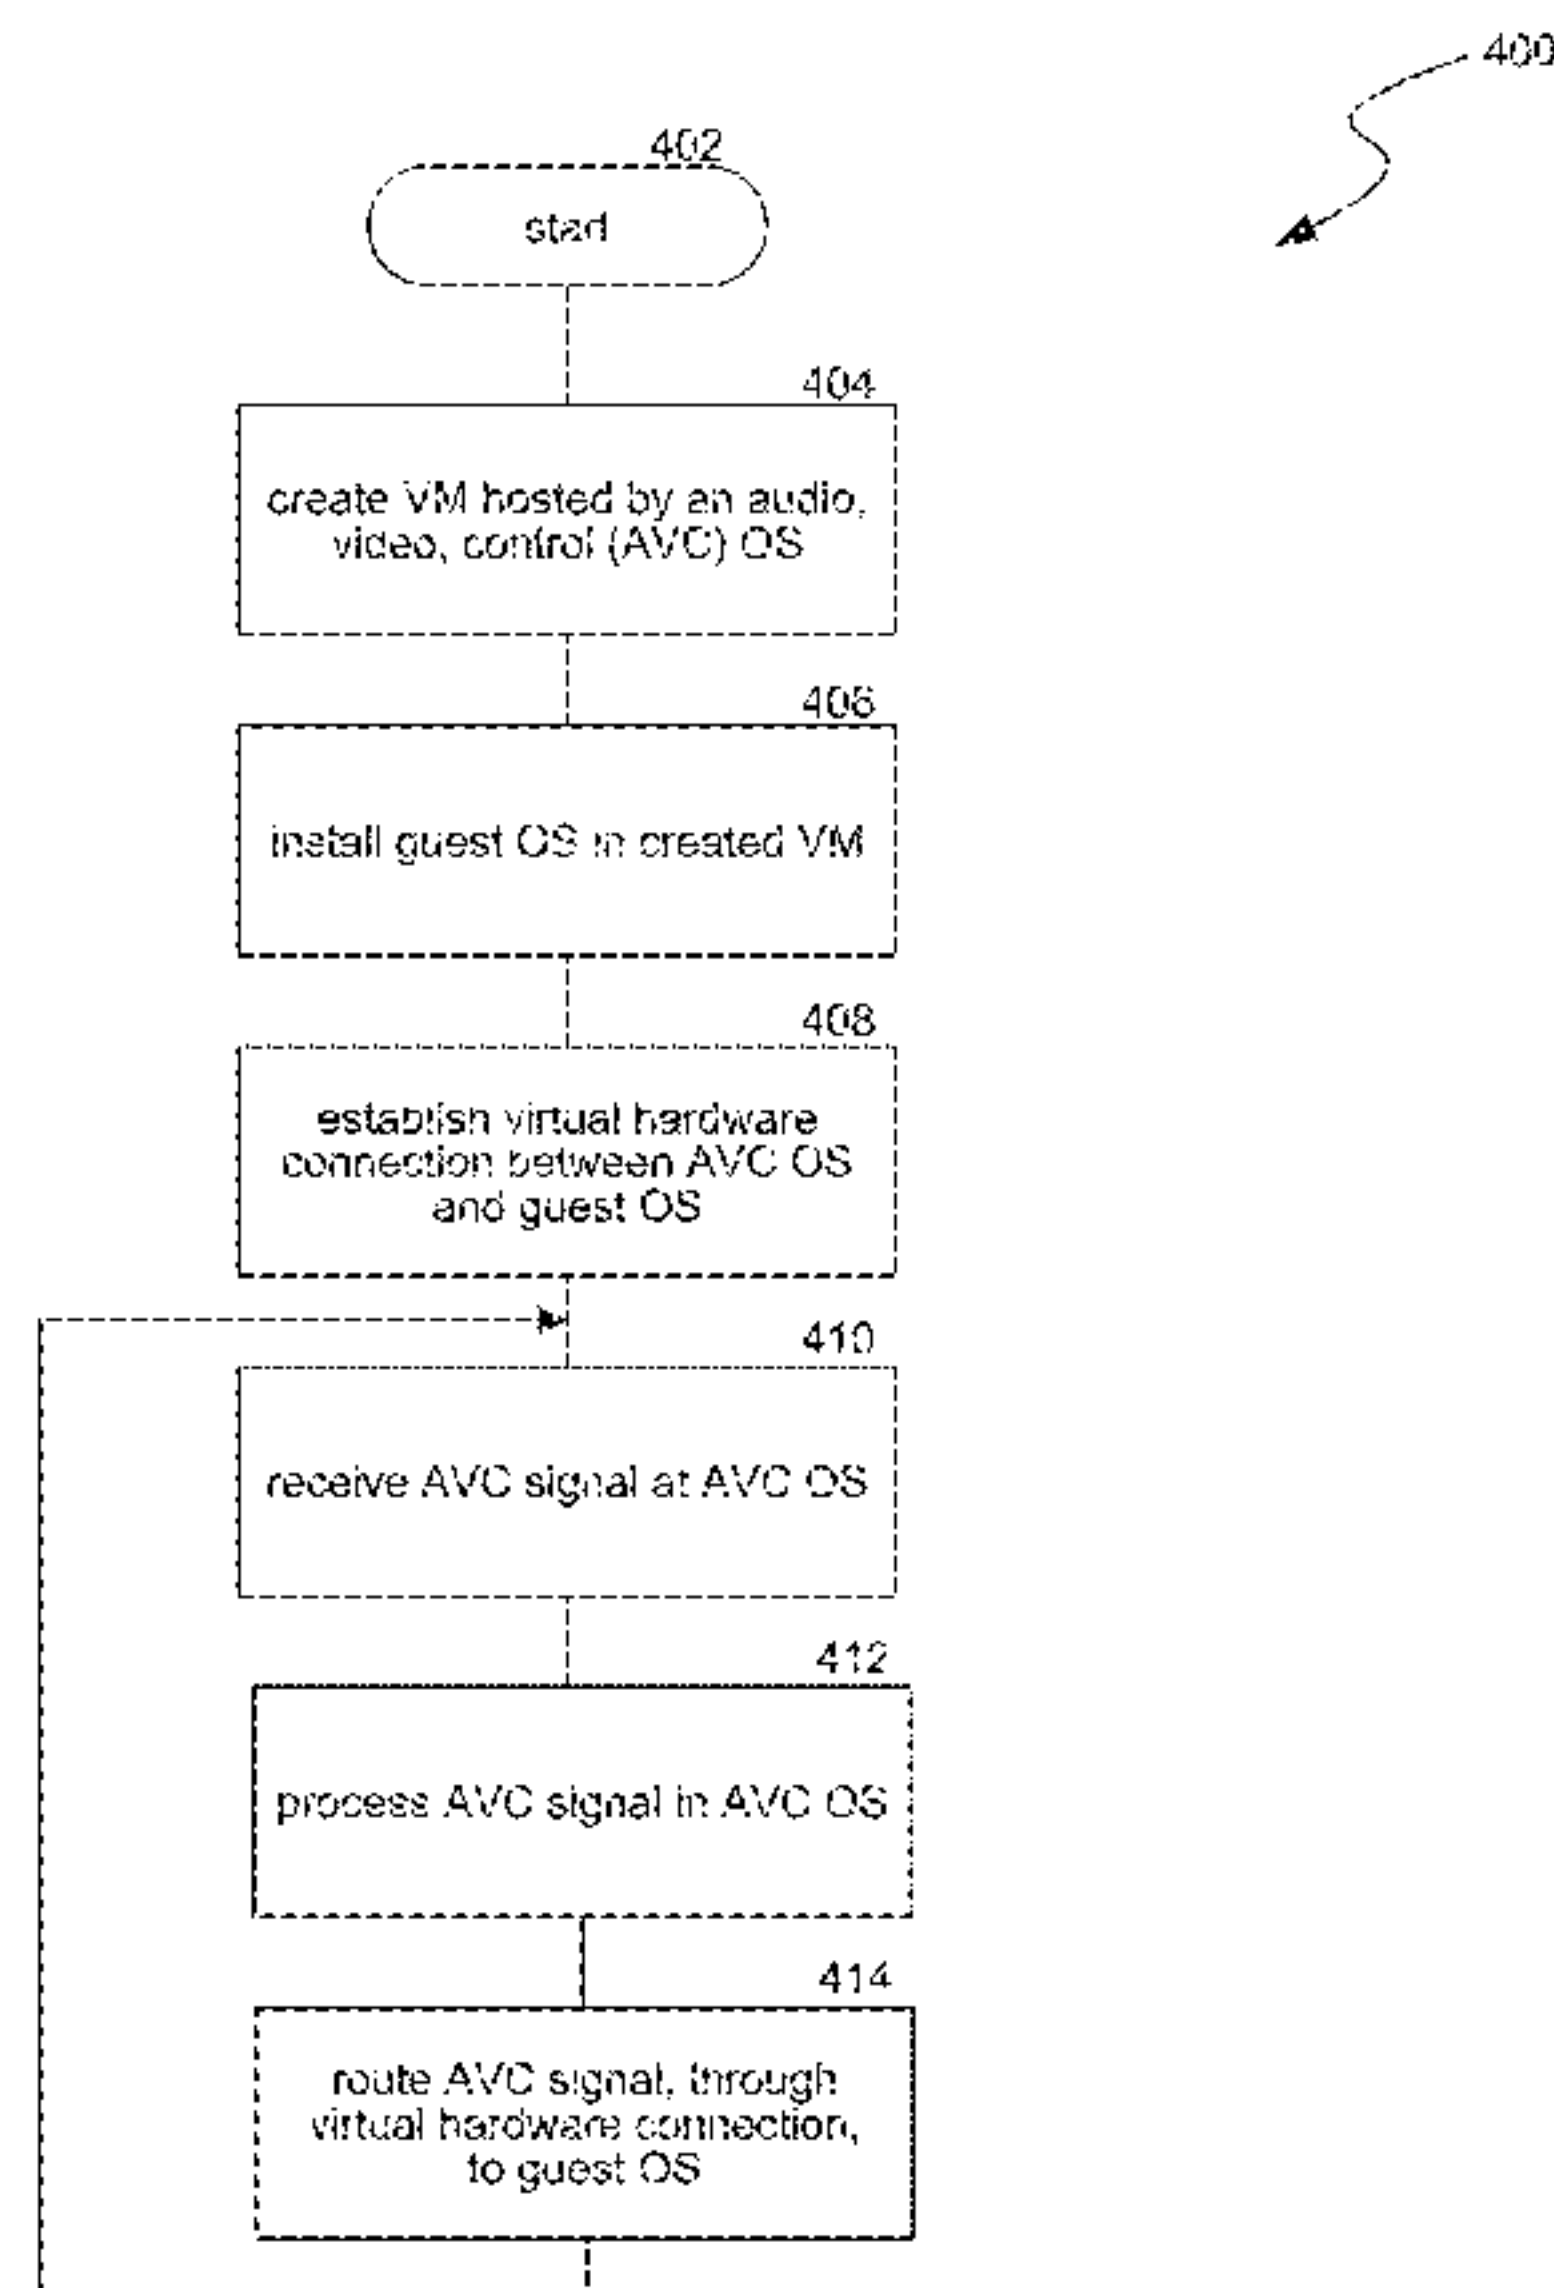 400
402
start
404
create VM hosted by an audio,
video, control (AVC) OS
406
install guest OS in created VM
408
establish virtual hardware
connection between AVC OS
and guest OS
410
receive AVC signal at AVC OS
412
process AVC signal in AVC OS
414
route AVC signal, through
virtual hardware connection,
to guest OS